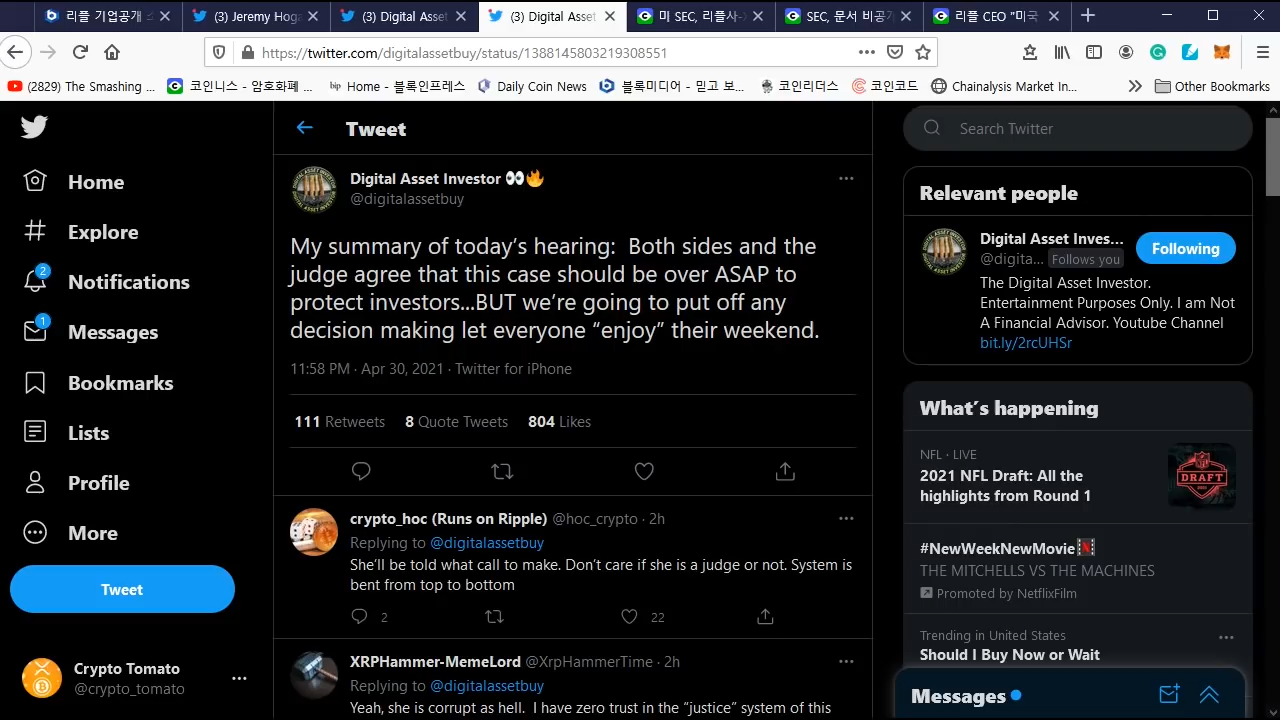 리플 기업공개
(3) Jeremy Hoga
(3) Digital Asset
(3) Digital Asset
미 SEC, 리플사-X
SEC, 문서 비공기
리플 CEO "미국
https://twitter.com/digitalassetbuy/status/1388145803219308551
(2829) The Smashing ...
코인니스 - 암호화폐 ...
bip
Home - 블록인프레스
Daily Coin News
블록미디어 - 믿고 보...
코인리더스
코인코드
Chainalysis Market In...
Other Bookmarks
Home
Explore
2
Notifications
1
Messages
Bookmarks
Lists
Profile
More
Tweet
Crypto Tomato
@crypto_tomato
Tweet
Digital Asset Investor
@digitalassetbuy
My summary of today's hearing:  Both sides and the
judge agree that this case should be over ASAP to
protect investors...BUT we're going to put off any
decision making let everyone “enjoy” their weekend.
11:58 PM · Apr 30, 2021 · Twitter for iPhone
111 Retweets 8 Quote Tweets 804 Likes
crypto_hoc (Runs on Ripple) @hoc_crypto · 2h
Replying to @digitalassetbuy
She'll be told what call to make. Don't care if she is a judge or not. System is
bent from top to bottom
2 22
XRPHammer-MemeLord @XrpHammerTime · 2h
Replying to @digitalassetbuy
Yeah, she is corrupt as hell.  I have zero trust in the “justice” system of this
Search Twitter
Relevant people
Digital Asset Inves...
@digita... Follows you
Following
The Digital Asset Investor.
Entertainment Purposes Only. I am Not
A Financial Advisor. Youtube Channel
bit.ly/2rcUHSr
What's happening
NFL · LIVE
2021 NFL Draft: All the
highlights from Round 1
DRAFT
#NewWeekNewMovie
THE MITCHELLS VS THE MACHINES
Promoted by NetflixFilm
Trending in United States
Should I Buy Now or Wait
Messages